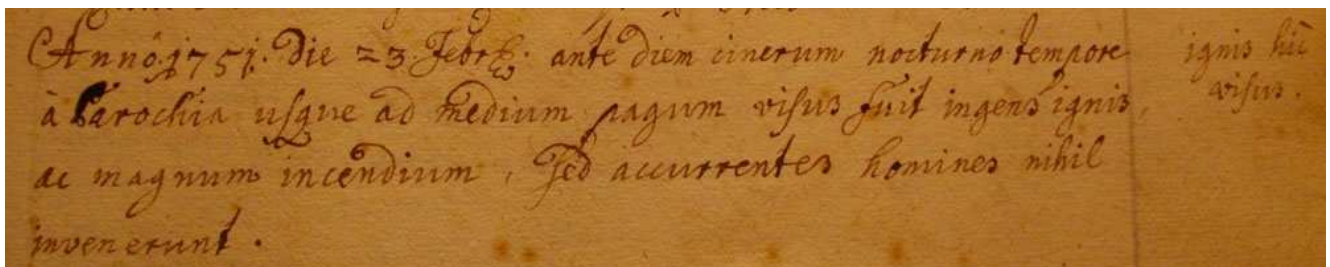 Anno. 1751. Die 23. Febr. ante diem cinerum nocturno tempore
à Parochia usque ad medium pagum visus fuit ingens ignis,
ac magnum incendium, sed accurrentes homines nihil
invenerunt.
ignis hic
visus.